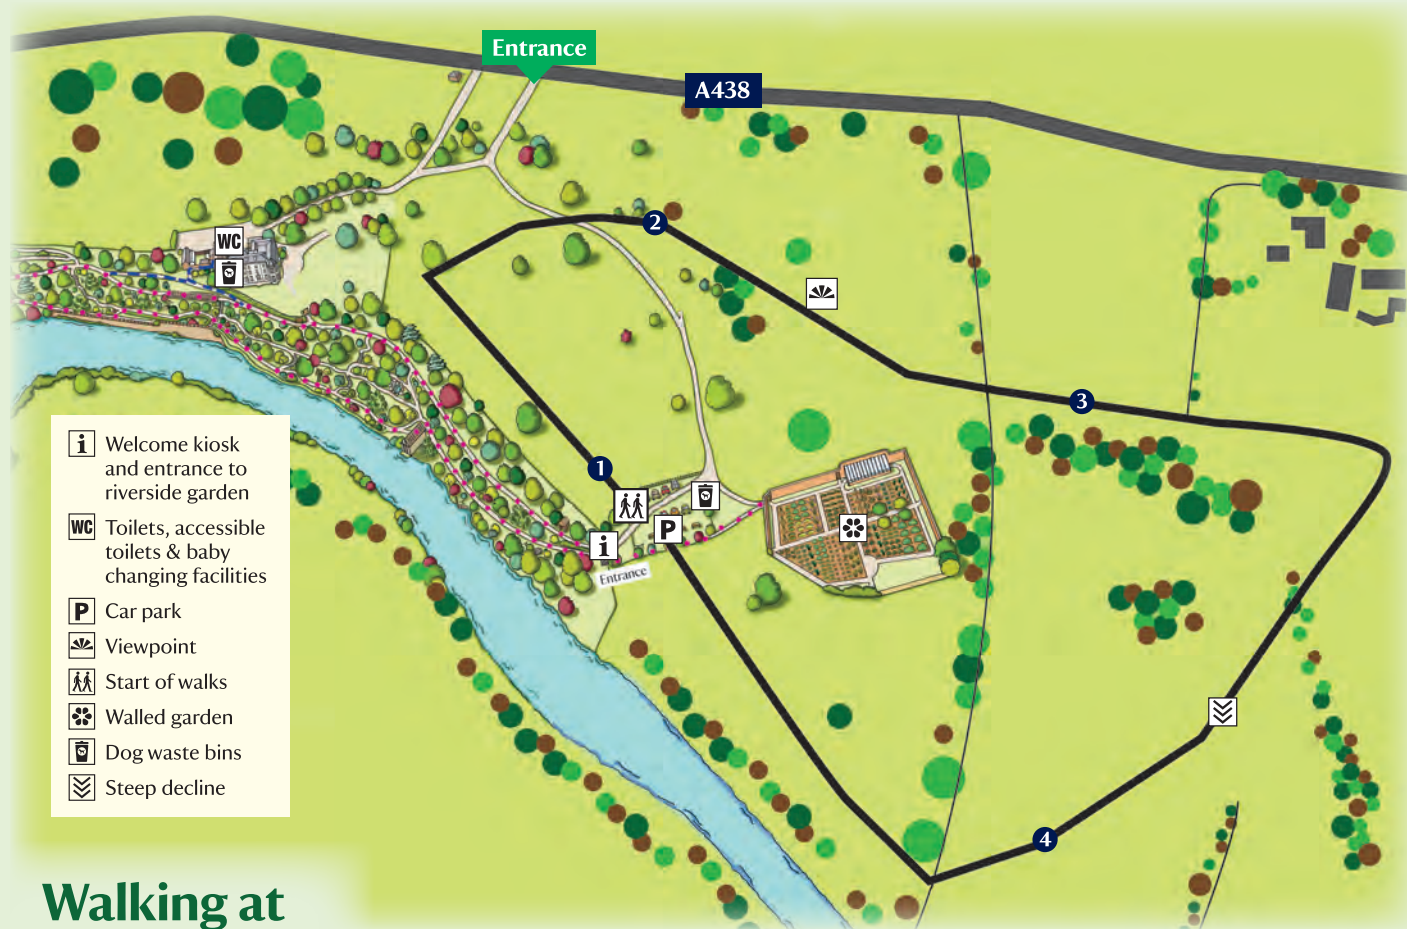 Entrance
A438
WC
2
3
1
P
i
Entrance
4
i Welcome kiosk
and entrance to
riverside garden
WC Toilets, accessible
toilets & baby
changing facilities
P Car park
Viewpoint
Start of walks
Walled garden
Dog waste bins
Steep decline
Walking at